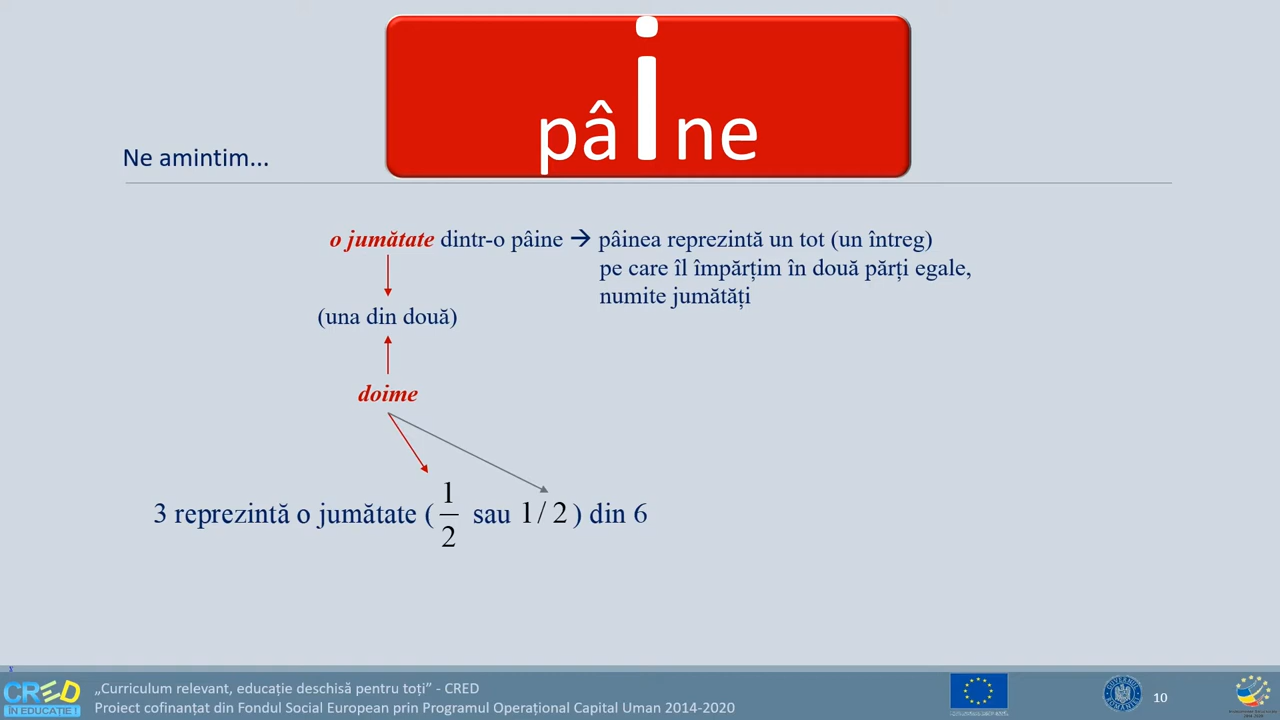 pâine
Ne amintim...
o jumătate dintr-o pâine → pâinea reprezintă un tot (un întreg)
pe care îl împărțim în două părți egale,
numite jumătăți
(una din două)
doime
3 reprezintă o jumătate ( 1/2 sau 1 / 2 ) din 6
x
CRED
ÎN EDUCAȚIE !
„Curriculum relevant, educație deschisă pentru toți” - CRED
Proiect cofinanțat din Fondul Social European prin Programul Operațional Capital Uman 2014-2020
10